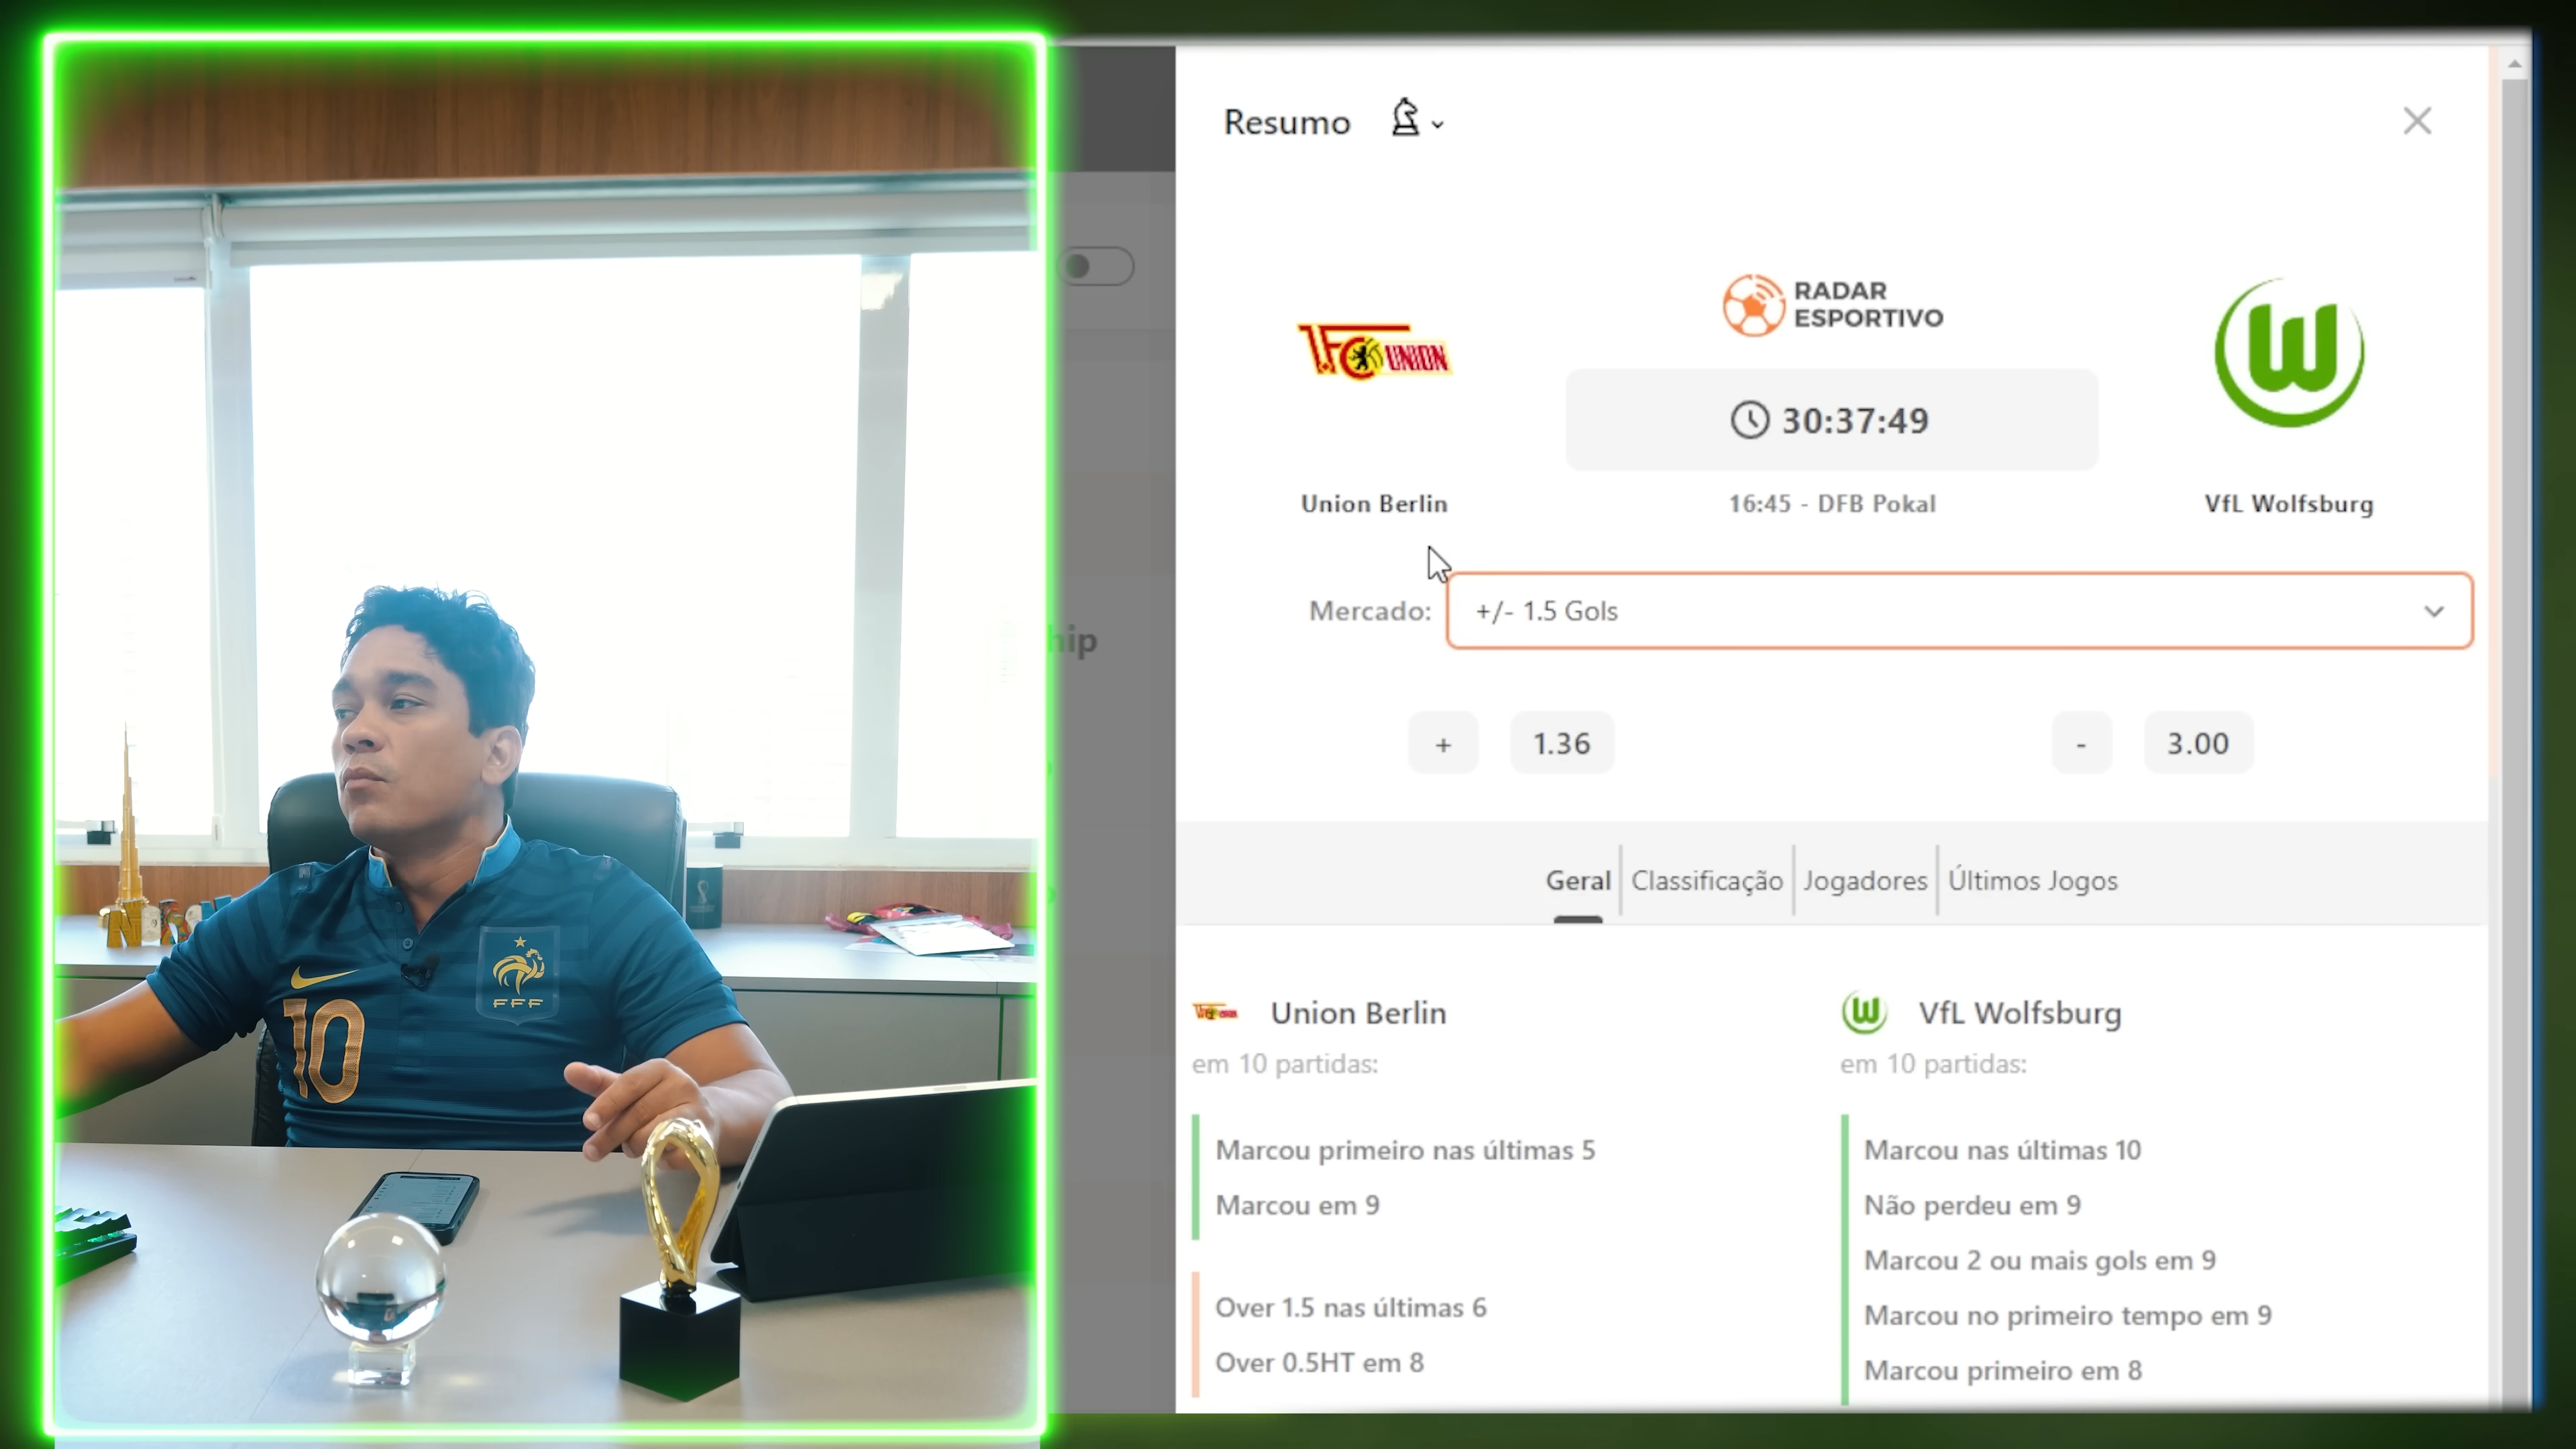 Resumo
RADAR
ESPORTIVO
1FC UNION
W
30:37:49
Union Berlin
16:45 - DFB Pokal
VfL Wolfsburg
Mercado:
+/- 1.5 Gols
hip
+
1.36
-
3.00
Geral
Classificação
Jogadores
Últimos Jogos
Union Berlin
em 10 partidas:
Marcou primeiro nas últimas 5
Marcou em 9
Over 1.5 nas últimas 6
Over 0.5HT em 8
VfL Wolfsburg
em 10 partidas:
Marcou nas últimas 10
Não perdeu em 9
Marcou 2 ou mais gols em 9
Marcou no primeiro tempo em 9
Marcou primeiro em 8
FFF
10